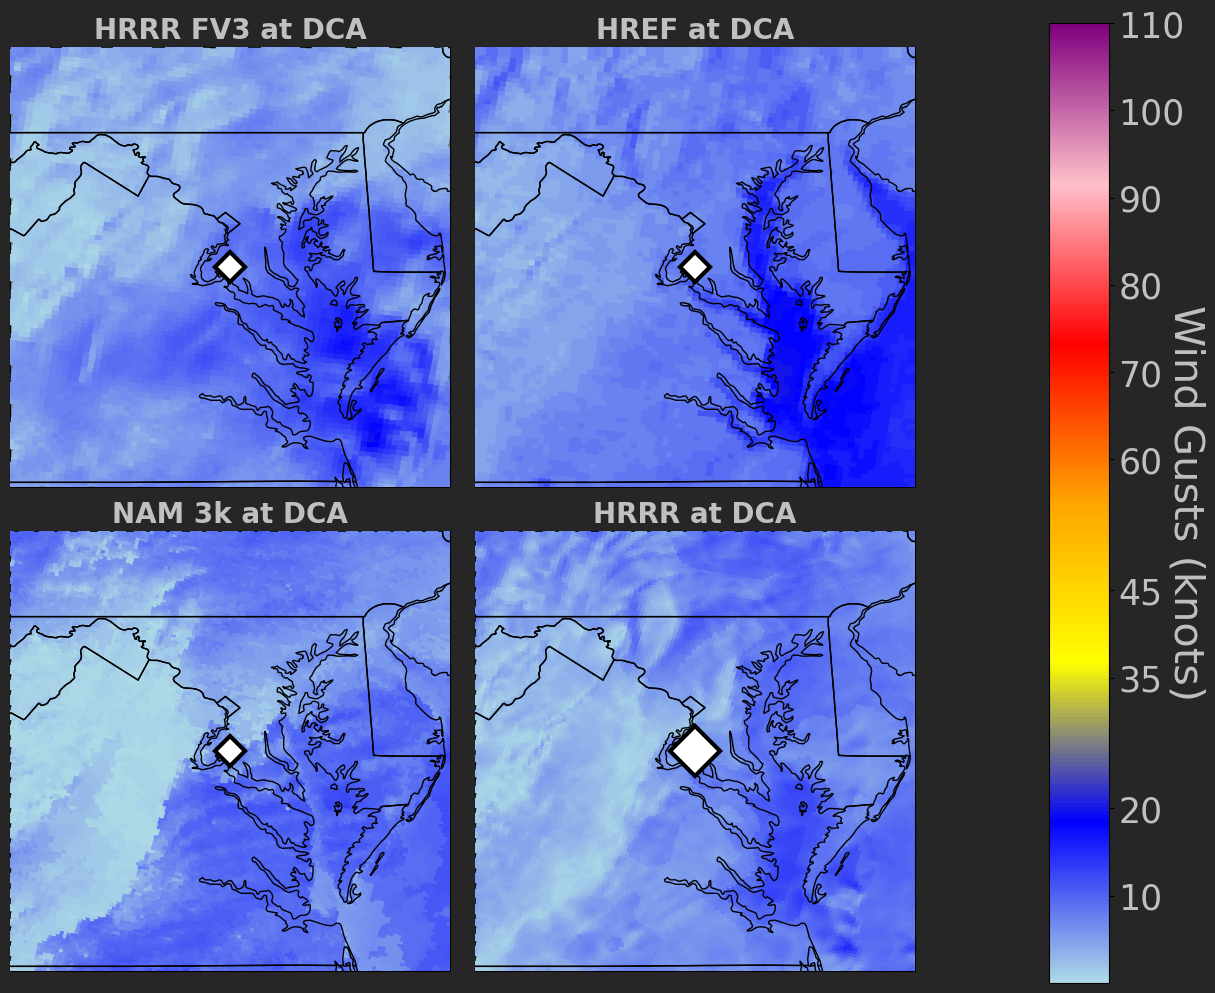 HRRR FV3 at DCA
HREF at DCA
NAM 3k at DCA
HRRR at DCA
110
100
90
80
70
60
45
35
20
10
Wind Gusts (knots)